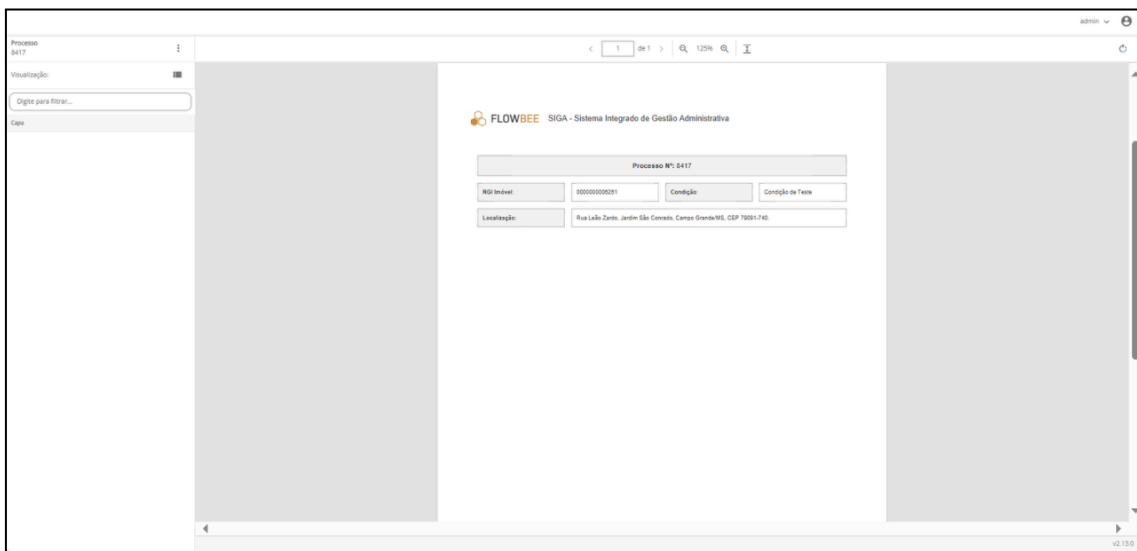 admin
Processo
8417
1 de 1 125%
Visualização:
Digite para filtrar...
Capa
FLOWBEE SIGA - Sistema Integrado de Gestão Administrativa
Processo Nº: 8417
RGI Imóvel: 0000000006281 Condição: Condição de Teste
Localização: Rua Leão Zardo, Jardim São Conrado, Campo Grande/MS, CEP 79091-740.
v2.13.0